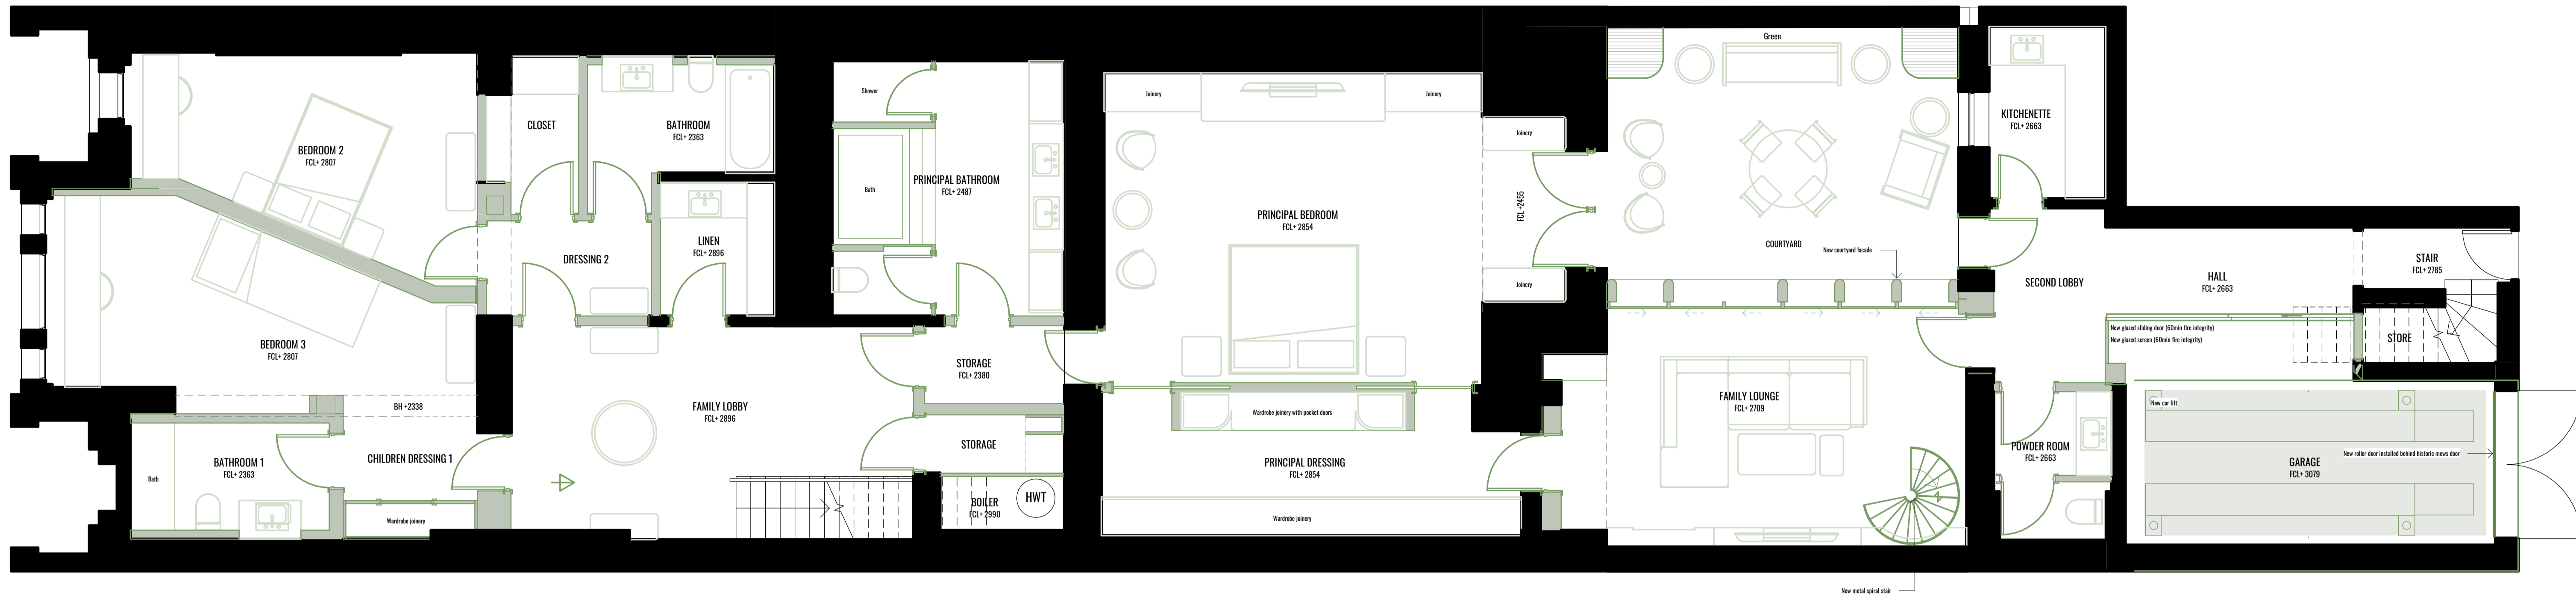 BEDROOM 2
FCL+ 2807
BEDROOM 3
FCL+ 2807
BH +2338
Bath
BATHROOM 1
FCL+ 2363
CHILDREN DRESSING 1
Wardrobe joinery
CLOSET
BATHROOM
FCL+ 2363
DRESSING 2
LINEN
FCL+ 2896
FAMILY LOBBY
FCL+ 2896
Shower
Bath
PRINCIPAL BATHROOM
FCL+ 2487
STORAGE
FCL+ 2380
STORAGE
BOILER
FCL+ 2990
HWT
Joinery
Joinery
PRINCIPAL BEDROOM
FCL+ 2854
Wardrobe joinery with pocket doors
PRINCIPAL DRESSING
FCL+ 2854
Wardrobe joinery
Joinery
FCL +2455
Joinery
Green
COURTYARD
New courtyard facade
FAMILY LOUNGE
FCL+ 2709
New metal spiral stair
KITCHENETTE
FCL+ 2663
SECOND LOBBY
HALL
FCL+ 2663
STAIR
FCL+ 2785
New glazed sliding door (60min fire integrity)
New glazed screen (60min fire integrity)
STORE
POWDER ROOM
FCL+ 2663
New car lift
New roller door installed behind historic mews door
GARAGE
FCL+ 3079